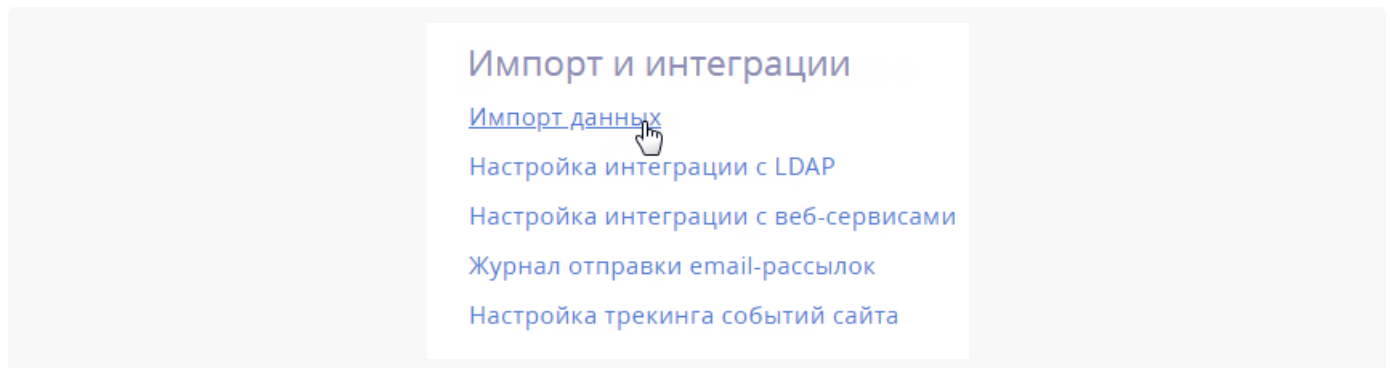 Импорт и интеграции
Импорт данных
Настройка интеграции с LDAP
Настройка интеграции с веб-сервисами
Журнал отправки email-рассылок
Настройка трекинга событий сайта